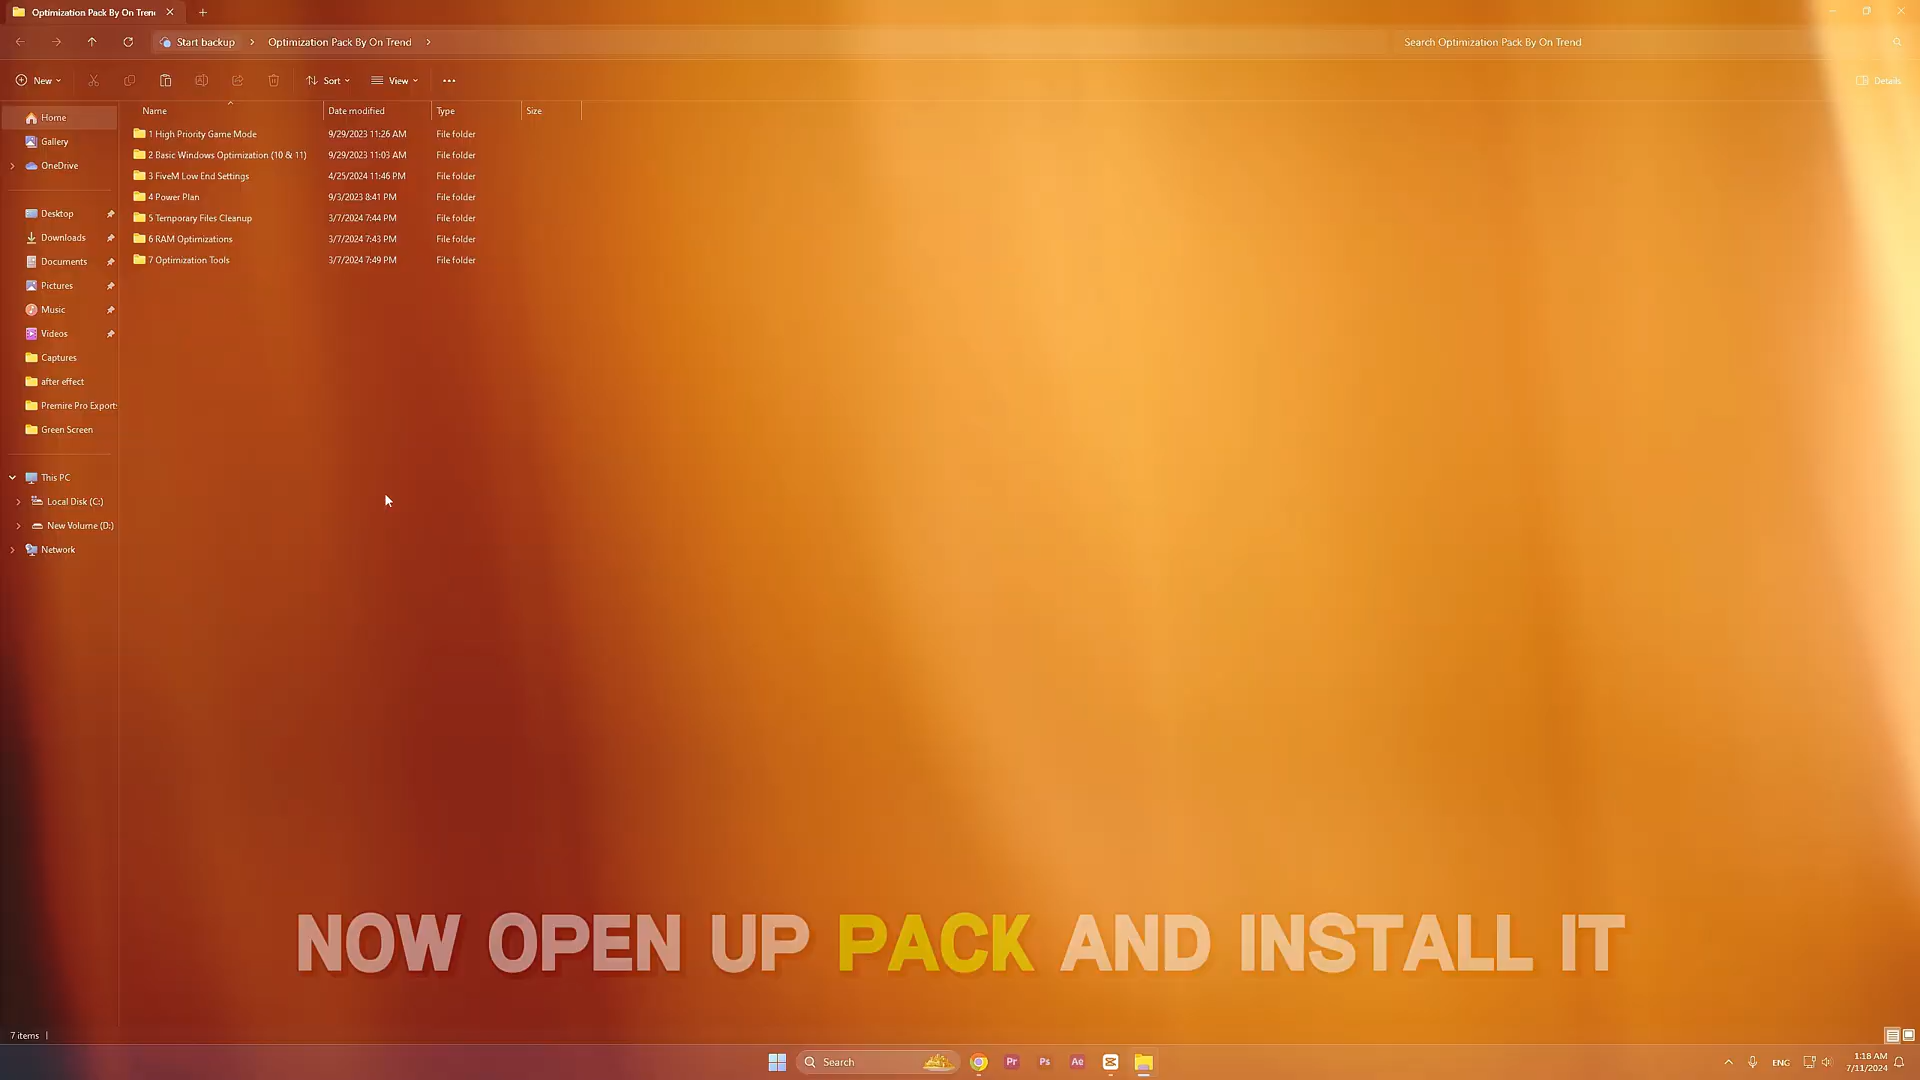 Optimization Pack By On Tren
Start backup
Optimization Pack By On Trend
Search Optimization Pack By On Trend
New
Sort
View
Details
Name
Date modified
Type
Size
1 High Priority Game Mode 9/29/2023 11:26 AM File folder
2 Basic Windows Optimization (10 & 11) 9/29/2023 11:03 AM File folder
3 FiveM Low End Settings 4/25/2024 11:46 PM File folder
4 Power Plan 9/3/2023 8:41 PM File folder
5 Temporary Files Cleanup 3/7/2024 7:44 PM File folder
6 RAM Optimizations 3/7/2024 7:43 PM File folder
7 Optimization Tools 3/7/2024 7:49 PM File folder
Home
Gallery
OneDrive
Desktop
Downloads
Documents
Pictures
Music
Videos
Captures
after effect
Premire Pro Exports
Green Screen
This PC
Local Disk (C:)
New Volume (D:)
Network
NOW OPEN UP PACK AND INSTALL IT
7 items
Search
Pr
Ps
Ae
ENG
1:18 AM
7/11/2024